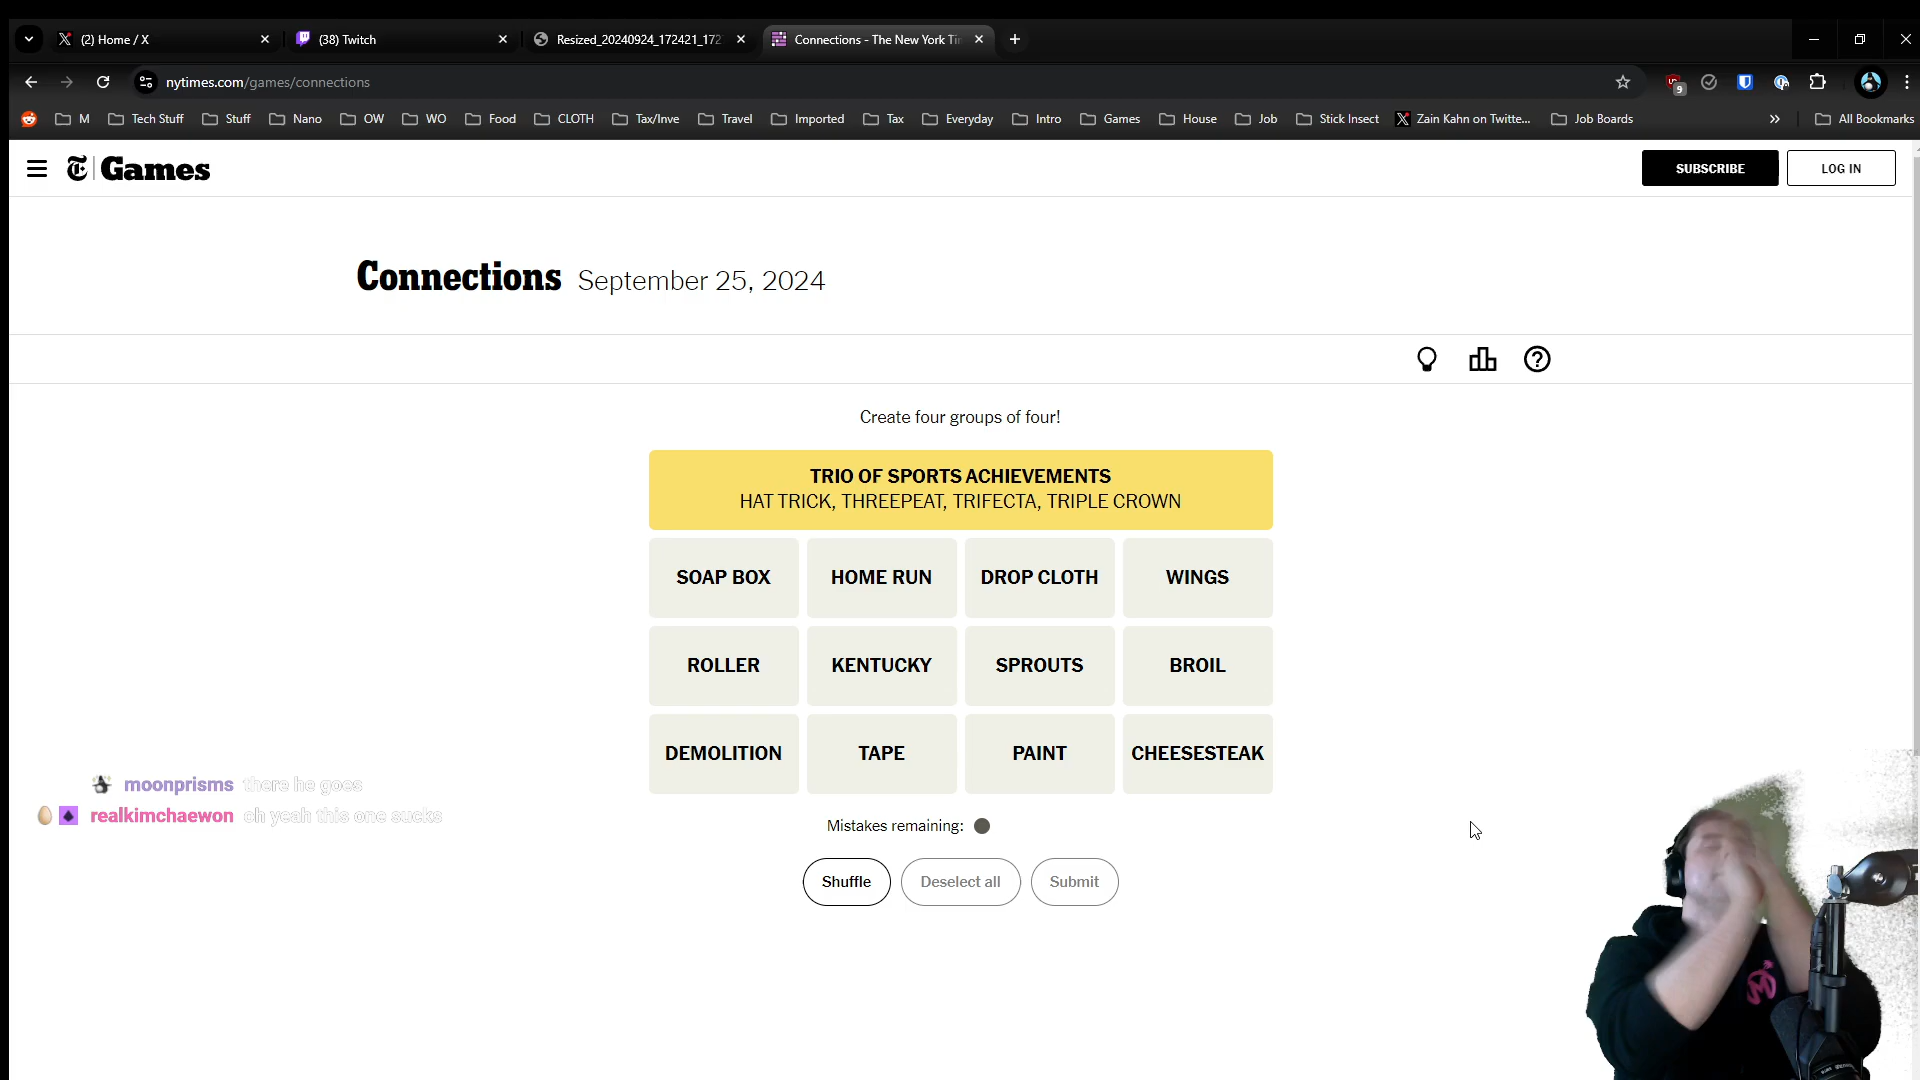 (2) Home / X
(38) Twitch
Resized_20240924_172421_172
Connections - The New York Tin
nytimes.com/games/connections
9
M
Tech Stuff
Stuff
Nano
OW
WO
Food
CLOTH
Tax/Inve
Travel
Imported
Tax
Everyday
Intro
Games
House
Job
Stick Insect
Zain Kahn on Twitte...
Job Boards
All Bookmarks
Games
SUBSCRIBE
LOG IN
Connections September 25, 2024
Create four groups of four!
TRIO OF SPORTS ACHIEVEMENTS
HAT TRICK, THREEPEAT, TRIFECTA, TRIPLE CROWN
SOAP BOX HOME RUN DROP CLOTH WINGS
ROLLER KENTUCKY SPROUTS BROIL
DEMOLITION TAPE PAINT CHEESESTEAK
moonprisms there he goes
realkimchaewon oh yeah this one sucks
Mistakes remaining:
Shuffle Deselect all Submit